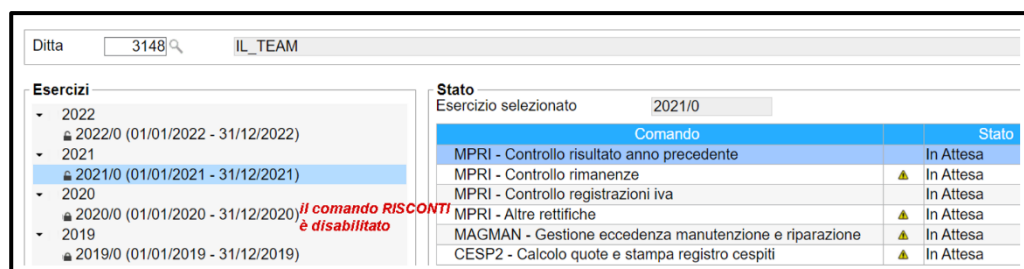 Ditta 3148 IL_TEAM
Esercizi
2022
2022/0 (01/01/2022 - 31/12/2022)
2021
2021/0 (01/01/2021 - 31/12/2021)
2020
2020/0 (01/01/2020 - 31/12/2020)
2019
2019/0 (01/01/2019 - 31/12/2019)
il comando RISCONTI
è disabilitato
Stato
Esercizio selezionato 2021/0
Comando Stato
MPRI - Controllo risultato anno precedente In Attesa
MPRI - Controllo rimanenze In Attesa
MPRI - Controllo registrazioni iva In Attesa
MPRI - Altre rettifiche In Attesa
MAGMAN - Gestione eccedenza manutenzione e riparazione In Attesa
CESP2 - Calcolo quote e stampa registro cespiti In Attesa